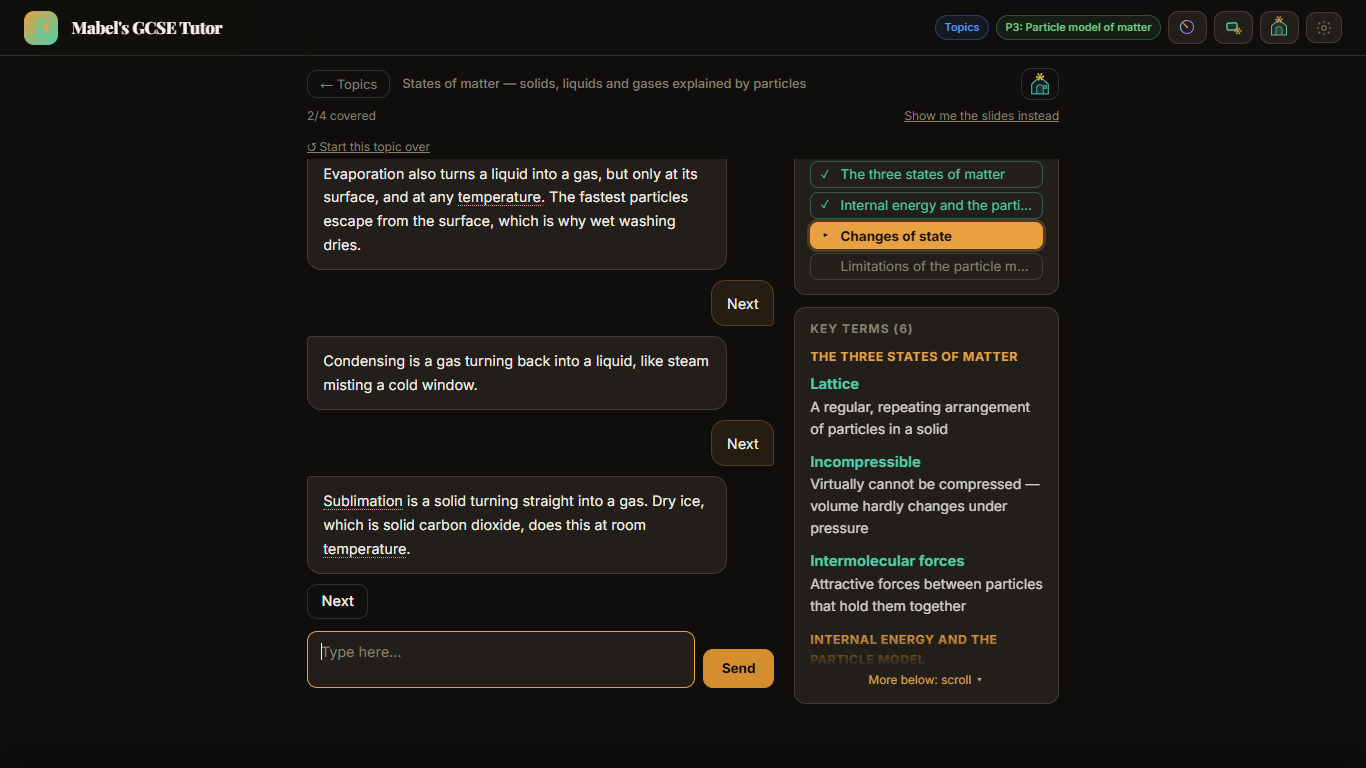 Mabel's GCSE Tutor
Topics
P3: Particle model of matter
← Topics
States of matter — solids, liquids and gases explained by particles
2/4 covered
Show me the slides instead
↺ Start this topic over
Evaporation also turns a liquid into a gas, but only at its
surface, and at any temperature. The fastest particles
escape from the surface, which is why wet washing
dries.
Next
Condensing is a gas turning back into a liquid, like steam
misting a cold window.
Next
Sublimation is a solid turning straight into a gas. Dry ice,
which is solid carbon dioxide, does this at room
temperature.
Next
Type here...
Send
✓ The three states of matter
✓ Internal energy and the parti...
‣ Changes of state
Limitations of the particle m...
KEY TERMS (6)
THE THREE STATES OF MATTER
Lattice
A regular, repeating arrangement
of particles in a solid
Incompressible
Virtually cannot be compressed —
volume hardly changes under
pressure
Intermolecular forces
Attractive forces between particles
that hold them together
INTERNAL ENERGY AND THE
PARTICLE MODEL
More below: scroll ▾